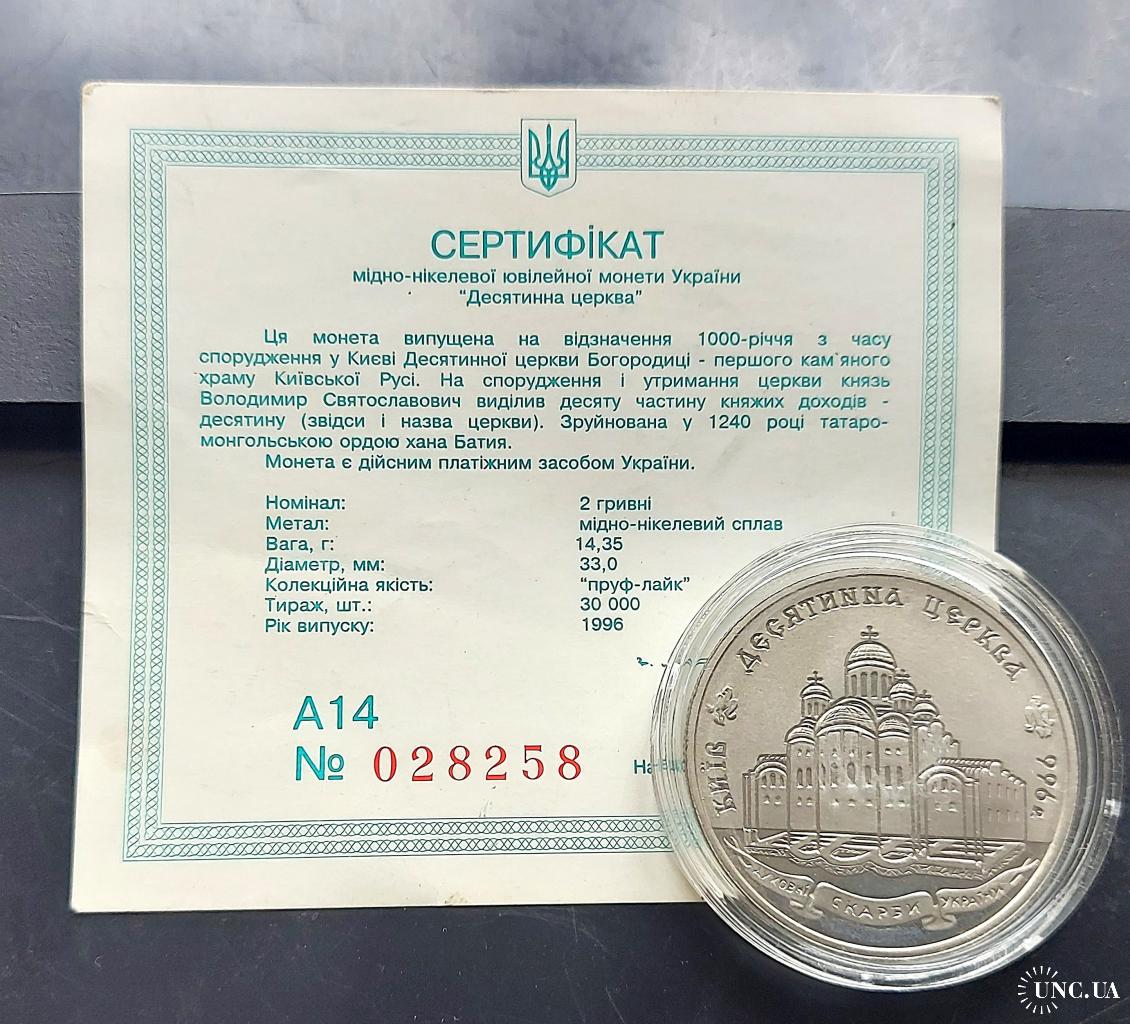 СЕРТИФІКАТ
мідно-нікелевої ювілейної монети України
“Десятинна церква”
Ця монета випущена на відзначення 1000-річчя з часу
спорудження у Києві Десятинної церкви Богородиці - першого кам`яного
храму Київської Русі. На спорудження і утримання церкви князь
Володимир Святославович виділив десяту частину княжих доходів -
десятину (звідси і назва церкви). Зруйнована у 1240 році татаро-
монгольською ордою хана Батия.
Монета є дійсним платіжним засобом України.
Номінал: 2 гривні
Метал: мідно-нікелевий сплав
Вага, г: 14,35
Діаметр, мм: 33,0
Колекційна якість: “пруф-лайк”
Тираж, шт.: 30 000
Рік випуску: 1996
А14
№ 028258
КИЇВ ДЕСЯТИННА ЦЕРКВА 996 р.
ДУХОВНІ СКАРБИ УКРАЇНИ
UNC.UA